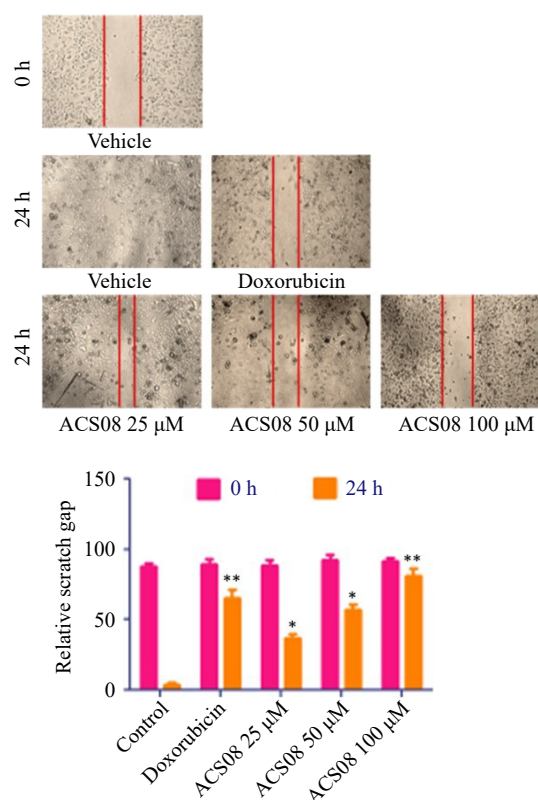 0 h
Vehicle
24 h
Vehicle
Doxorubicin
24 h
ACS08 25 μM
ACS08 50 μM
ACS08 100 μM
Relative scratch gap
150
100
50
0
0 h
24 h
**
*
*
**
Control
Doxorubicin
ACS08 25 μM
ACS08 50 μM
ACS08 100 μM